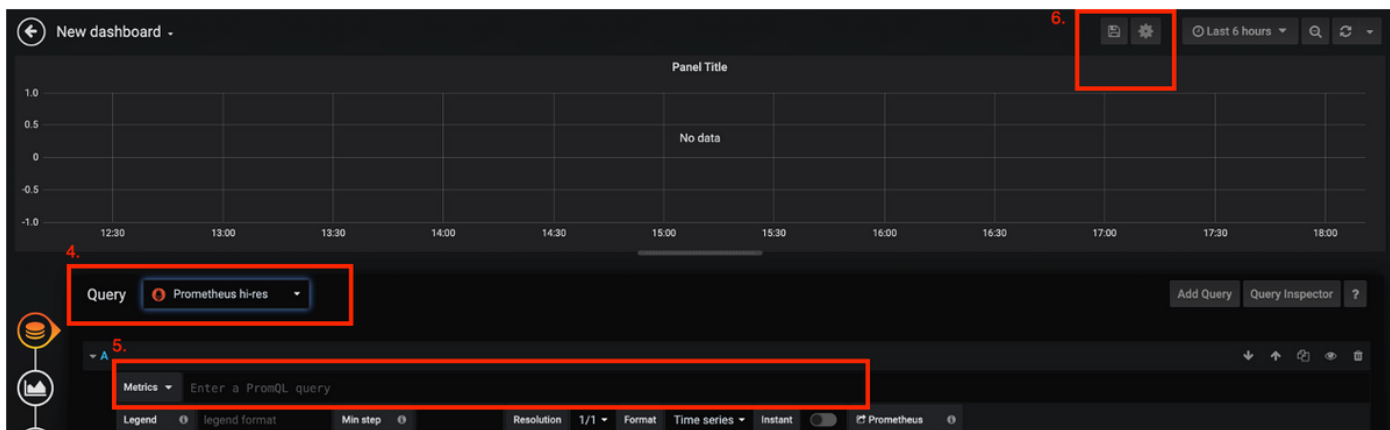 6.
New dashboard
Last 6 hours
Panel Title
1.0
0.5
No data
0
-0.5
-1.0
12:30 13:00 13:30 14:00 14:30 15:00 15:30 16:00 16:30 17:00 17:30 18:00
4.
Query Prometheus hi-res Add Query Query Inspector ?
5.
A
Metrics Enter a PromQL query
Legend legend format Min step Resolution 1/1 Format Time series Instant Prometheus